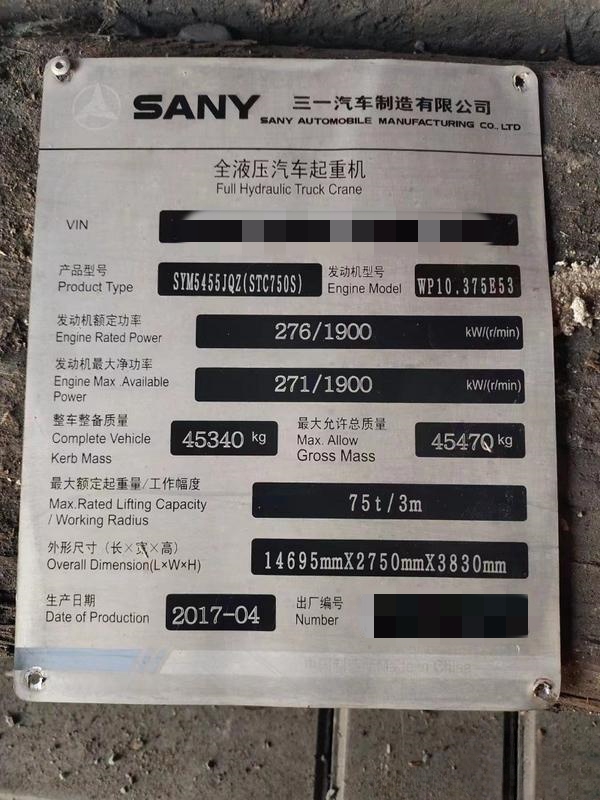 SANY 三一汽车制造有限公司
SANY AUTOMOBILE MANUFACTURING CO., LTD
全液压汽车起重机
Full Hydraulic Truck Crane
VIN
产品型号 SYM5455JQZ(STC750S) 发动机型号 WP10.375E53
Product Type Engine Model
发动机额定功率 276/1900 kW/(r/min)
Engine Rated Power
发动机最大净功率 271/1900 kW/(r/min)
Engine Max .Available
Power
整车整备质量 45340 kg 最大允许总质量 45470 kg
Complete Vehicle Max. Allow
Kerb Mass Gross Mass
最大额定起重量/工作幅度 75t/3m
Max.Rated Lifting Capacity
/ Working Radius
外形尺寸（长×宽×高） 14695mmX2750mmX3830mm
Overall Dimension(L×W×H)
生产日期 2017-04 出厂编号
Date of Production Number